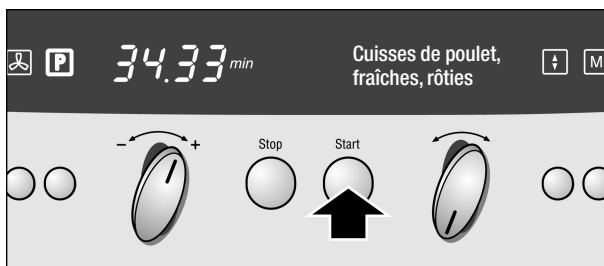 P
34.33 min
Cuisses de poulet,
fraîches, rôties
M
- +
Stop
Start